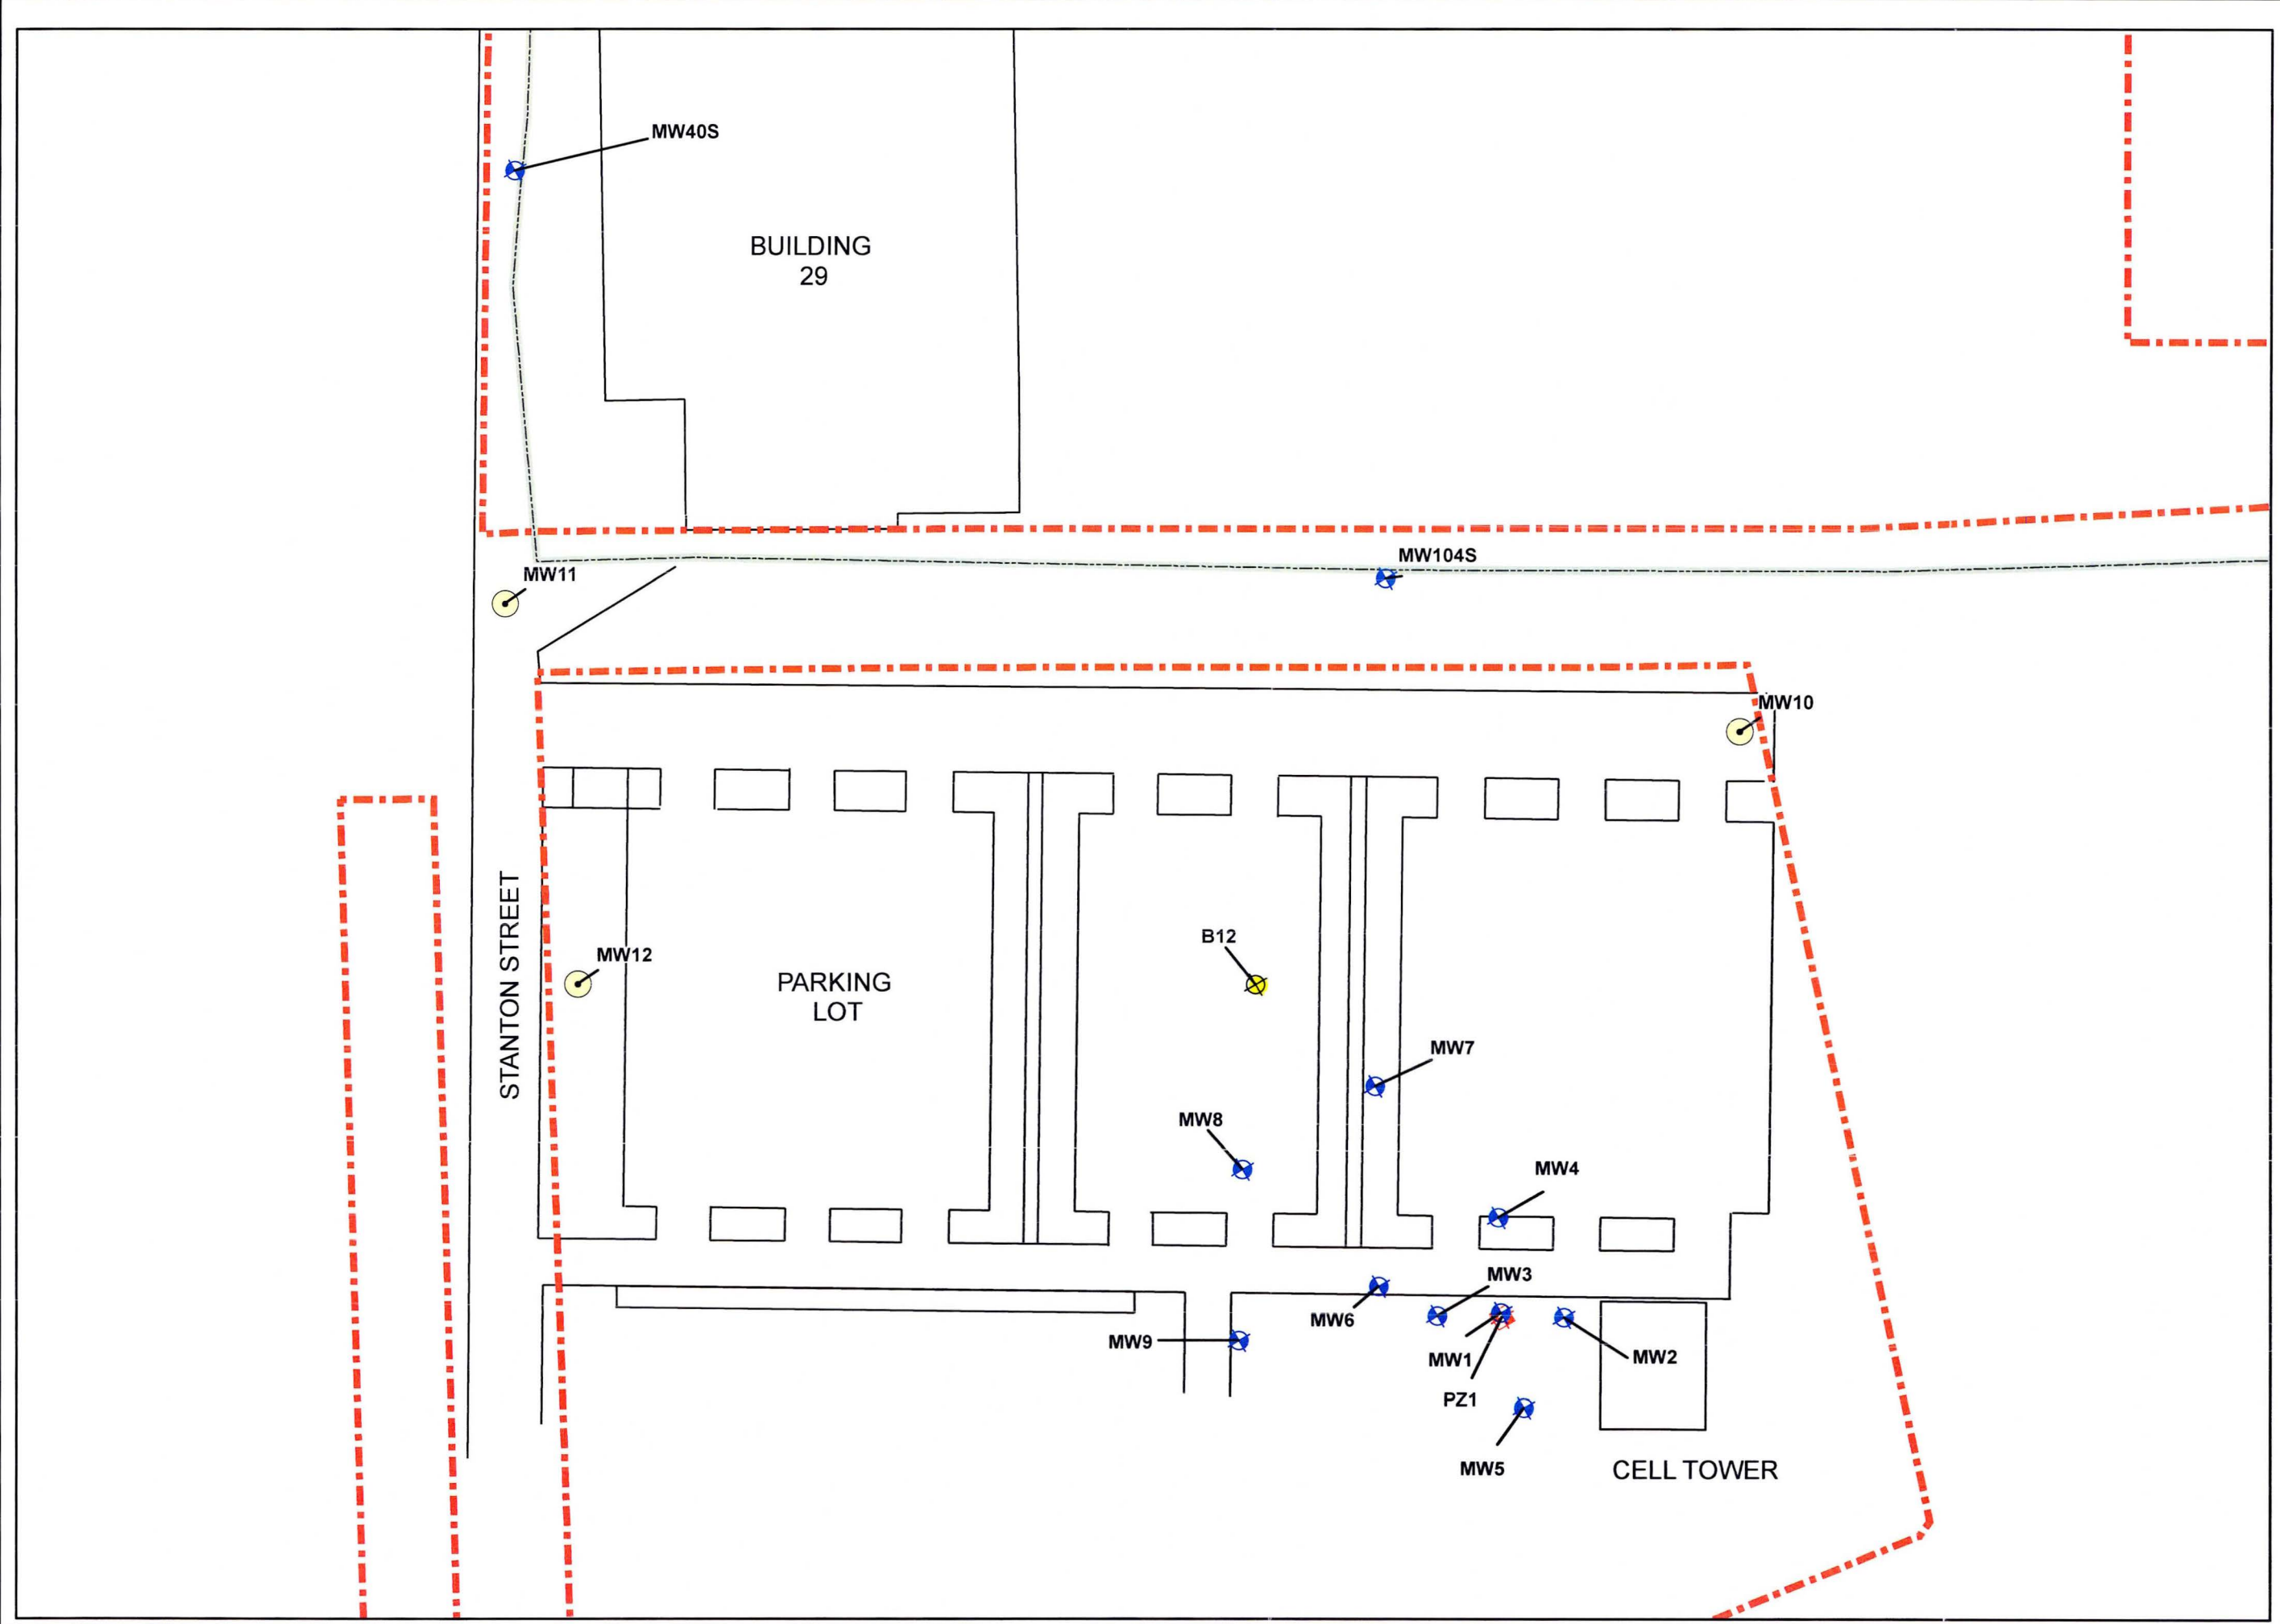 MW40S
BUILDING
29
MW104S
MW11
MW10
STANTON STREET
B12
MW12
PARKING
LOT
MW7
MW8
MW4
MW3
MW6
MW9
MW1
MW2
PZ1
MW5
CELL TOWER